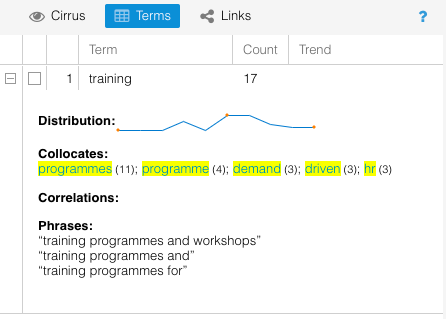 Cirrus Terms Links ?
Term Count Trend
1 training 17
Distribution:
Collocates:
programmes (11); programme (4); demand (3); driven (3); hr (3)
Correlations:
Phrases:
“training programmes and workshops”
“training programmes and”
“training programmes for”